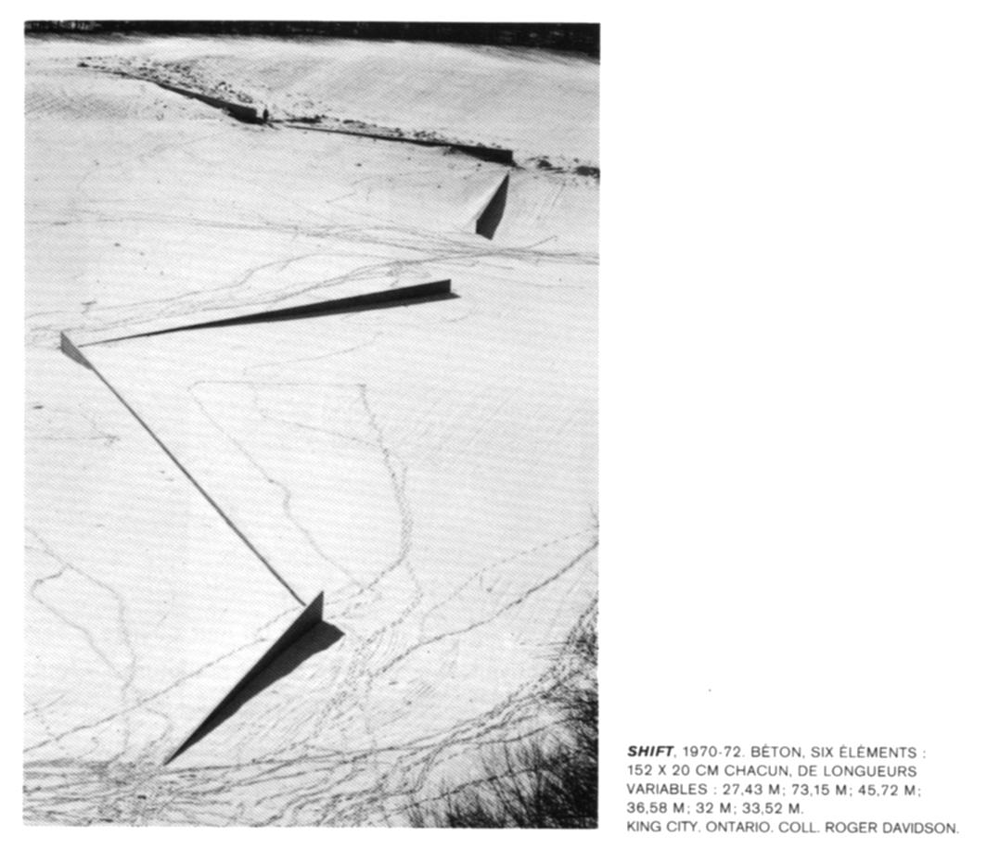 SHIFT, 1970-72. BÉTON, SIX ÉLÉMENTS :
152 X 20 CM CHACUN, DE LONGUEURS
VARIABLES : 27,43 M; 73,15 M; 45,72 M;
36,58 M; 32 M; 33,52 M.
KING CITY. ONTARIO. COLL. ROGER DAVIDSON.